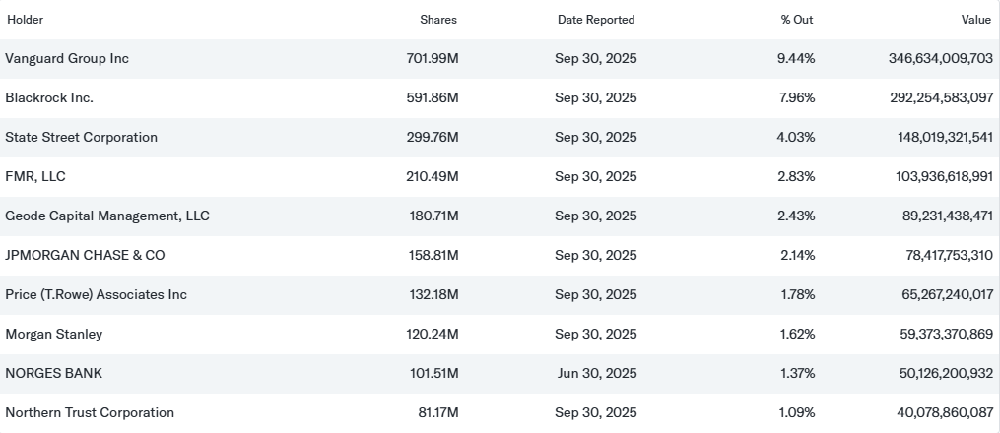 Holder Shares Date Reported % Out Value
Vanguard Group Inc 701.99M Sep 30, 2025 9.44% 346,634,009,703
Blackrock Inc. 591.86M Sep 30, 2025 7.96% 292,254,583,097
State Street Corporation 299.76M Sep 30, 2025 4.03% 148,019,321,541
FMR, LLC 210.49M Sep 30, 2025 2.83% 103,936,618,991
Geode Capital Management, LLC 180.71M Sep 30, 2025 2.43% 89,231,438,471
JPMORGAN CHASE & CO 158.81M Sep 30, 2025 2.14% 78,417,753,310
Price (T.Rowe) Associates Inc 132.18M Sep 30, 2025 1.78% 65,267,240,017
Morgan Stanley 120.24M Sep 30, 2025 1.62% 59,373,370,869
NORGES BANK 101.51M Jun 30, 2025 1.37% 50,126,200,932
Northern Trust Corporation 81.17M Sep 30, 2025 1.09% 40,078,860,087